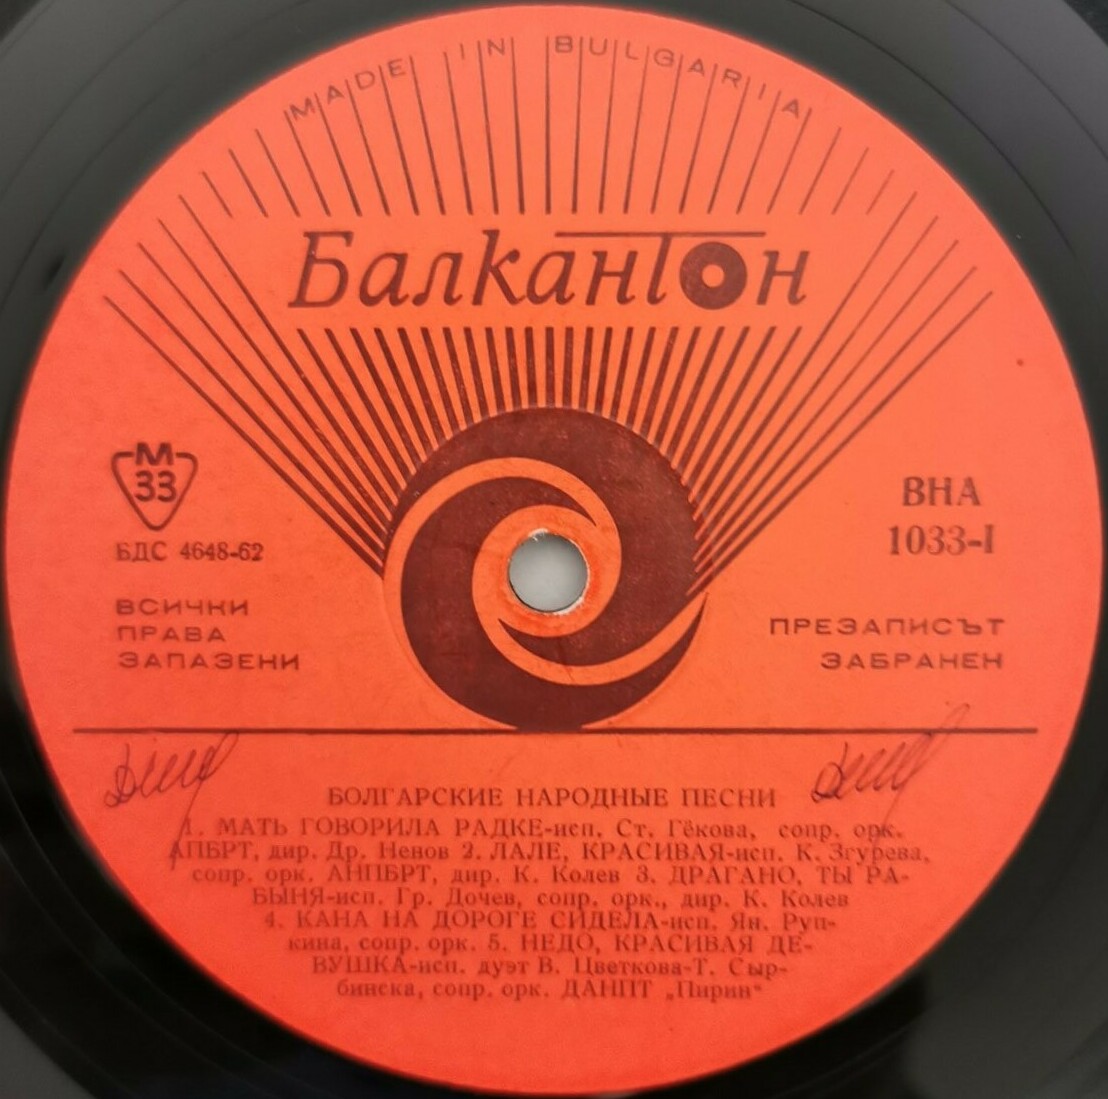 MADE IN BULGARIA
Балкантон
М
33
БДС 4648-62
ВНА
1033-I
ВСИЧКИ
ПРАВА
ЗАПАЗЕНИ
ПРЕЗАПИСЪТ
ЗАБРАНЕН
БОЛГАРСКИЕ НАРОДНЫЕ ПЕСНИ
1. МАТЬ ГОВОРИЛА РАДКЕ-исп. Ст. Гёкова, сопр. орк.
АПБРТ, дир. Др. Ненов 2. ЛАЛЕ, КРАСИВАЯ-исп. К. Згурева,
сопр. орк. АНПБРТ, дир. К. Колев 3. ДРАГАНО, ТЫ РА-
БЫНЯ-исп. Гр. Дочев, сопр. орк., дир. К. Колев
4. КАНА НА ДОРОГЕ СИДЕЛА-исп. Ян. Руп-
кина, сопр. орк. 5. НЕДО, КРАСИВАЯ ДЕ-
ВУШКА-исп. дуэт В. Цветкова-Т. Сыр-
бинска, сопр. орк. ДАНПТ „Пирин“